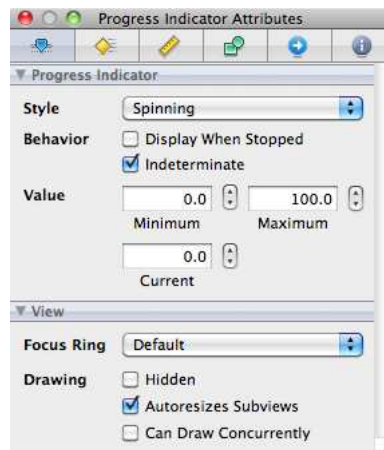 Progress Indicator Attributes
Progress Indicator
Style Spinning
Behavior Display When Stopped
Indeterminate
Value 0.0 100.0
Minimum Maximum
0.0
Current
View
Focus Ring Default
Drawing Hidden
Autoresizes Subviews
Can Draw Concurrently